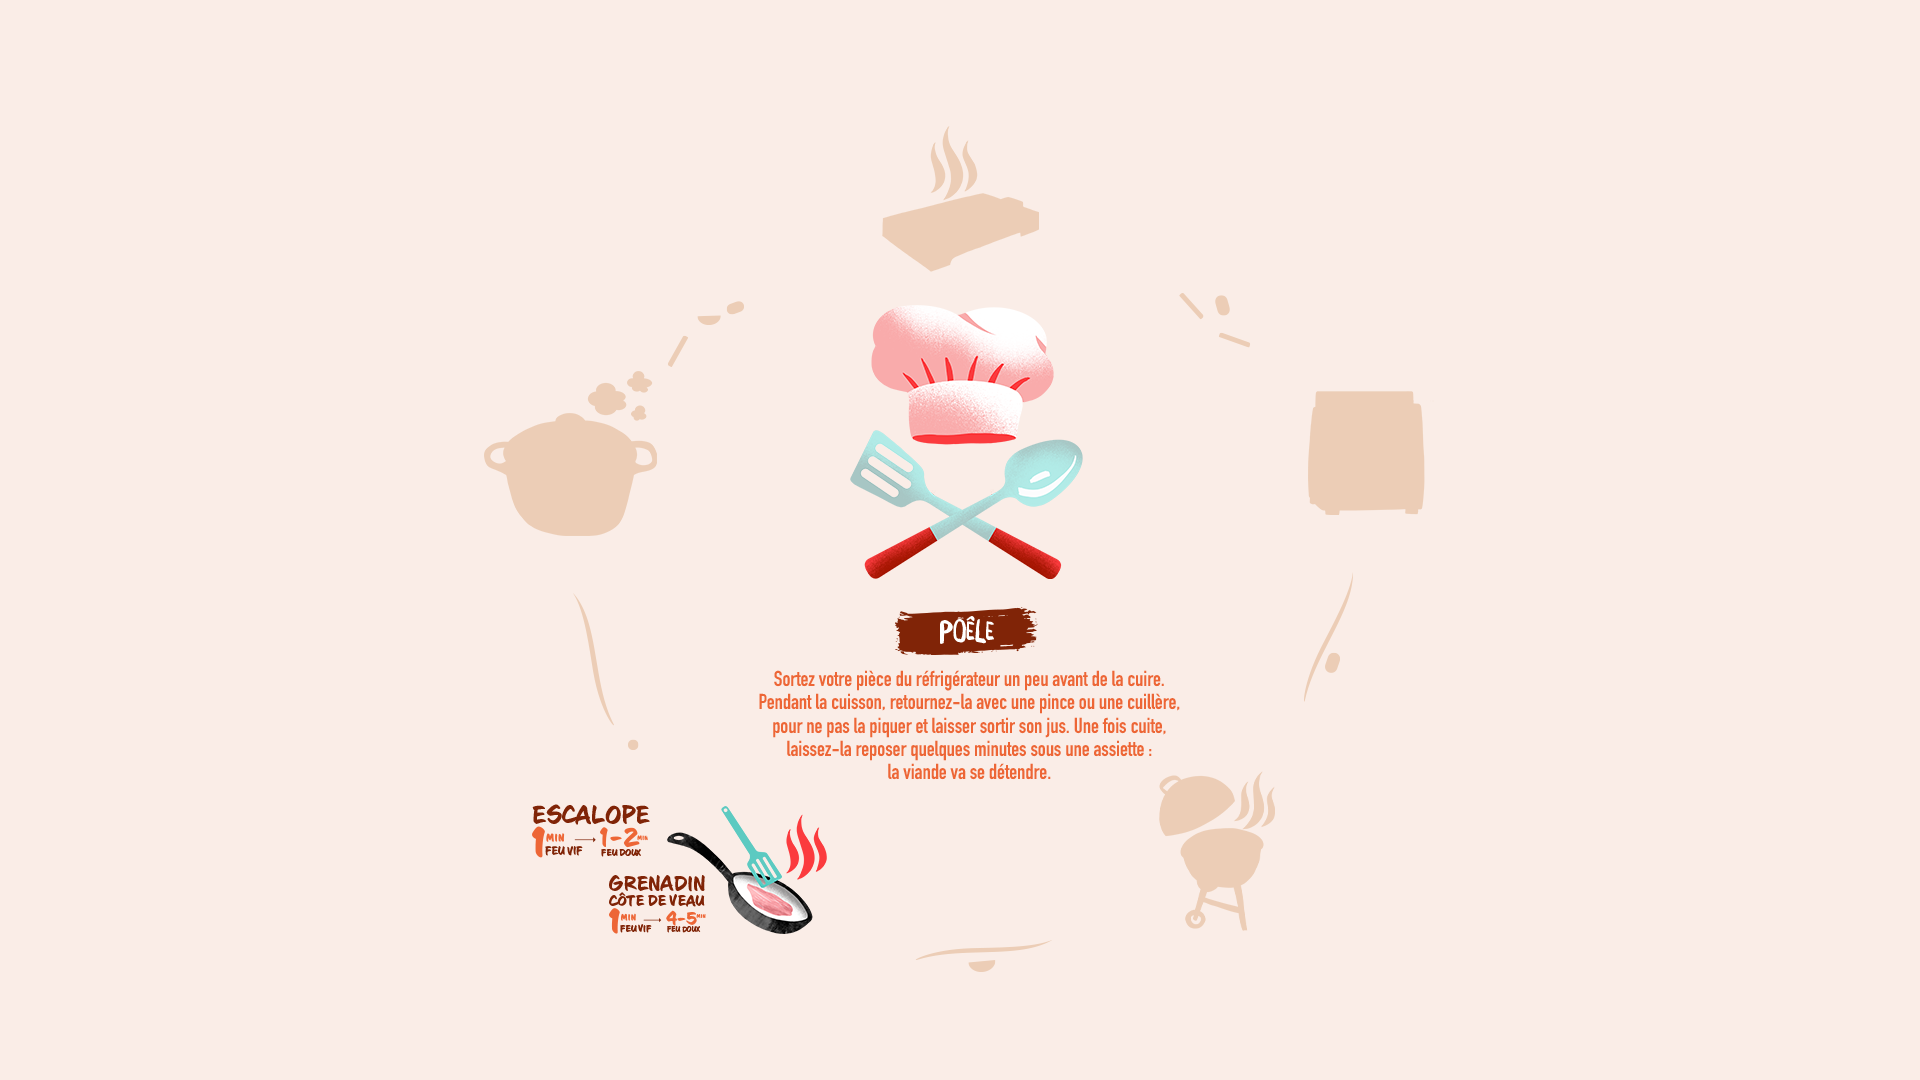 POÊLE
Sortez votre pièce du réfrigérateur un peu avant de la cuire.
Pendant la cuisson, retournez-la avec une pince ou une cuillère,
pour ne pas la piquer et laisser sortir son jus. Une fois cuite,
laissez-la reposer quelques minutes sous une assiette :
la viande va se détendre.
ESCALOPE
1 MIN FEU VIF → 1-2 MIN FEU DOUX
GRENADIN
CÔTE DE VEAU
1 MIN FEU VIF → 4-5 MIN FEU DOUX